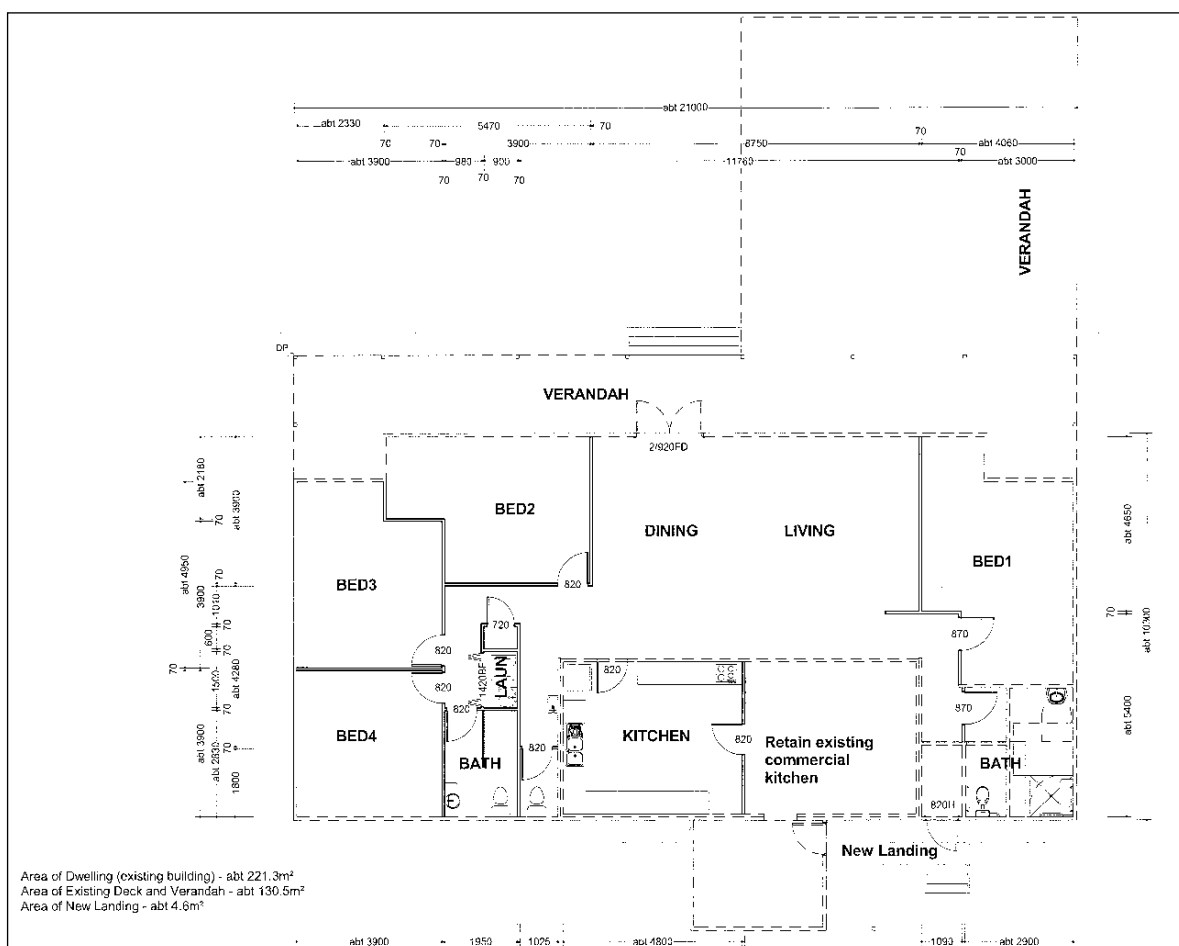 abt 21000
abt 2330 5470 70
70 70 3900 8750 70 abt 4060
abt 3900 980 900 11760 70 abt 3000
70 70 70
VERANDAH
DP
VERANDAH
2/920FD
abt 2180
abt 3900
70
BED2
DINING
LIVING
abt 4650
BED1
abt 4950
3900
1010
70
BED3
820
70
abt 10300
720
870
600
70
70
820
70
1500
abt 4280
820
1420BF
LAUN
820
70
820
870
abt 5400
BED4
KITCHEN
820
Retain existing
commercial
kitchen
abt 3900
abt 2830
1800
BATH
820
BATH
820H
New Landing
Area of Dwelling (existing building) - abt 221.3m²
Area of Existing Deck and Verandah - abt 130.5m²
Area of New Landing - abt 4.6m²
abt 3900 1950 1025 abt 4800 1090 abt 2900